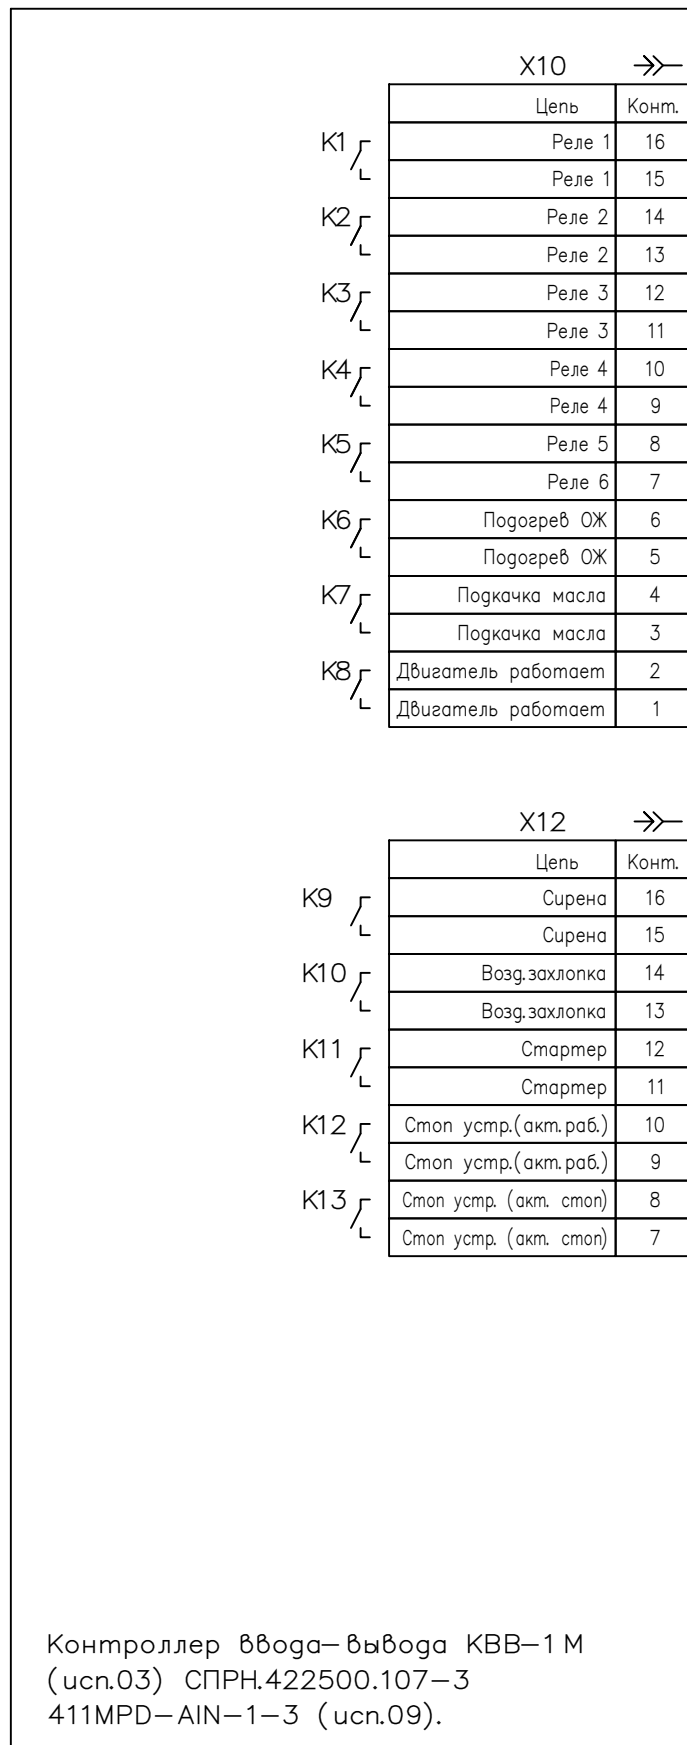 X10
Цепь Конт.
K1 Реле 1 16
Реле 1 15
K2 Реле 2 14
Реле 2 13
K3 Реле 3 12
Реле 3 11
K4 Реле 4 10
Реле 4 9
K5 Реле 5 8
Реле 6 7
K6 Подогрев ОЖ 6
Подогрев ОЖ 5
K7 Подкачка масла 4
Подкачка масла 3
K8 Двигатель работает 2
Двигатель работает 1
X12
Цепь Конт.
K9 Сирена 16
Сирена 15
K10 Возд.захлопка 14
Возд.захлопка 13
K11 Стартер 12
Стартер 11
K12 Стоп устр.(акт.раб.) 10
Стоп устр.(акт.раб.) 9
K13 Стоп устр. (акт. стоп) 8
Стоп устр. (акт. стоп) 7
Контроллер ввода–вывода КВВ–1М
(исп.03) СПРН.422500.107–3
411MPD–AIN–1–3 (исп.09).